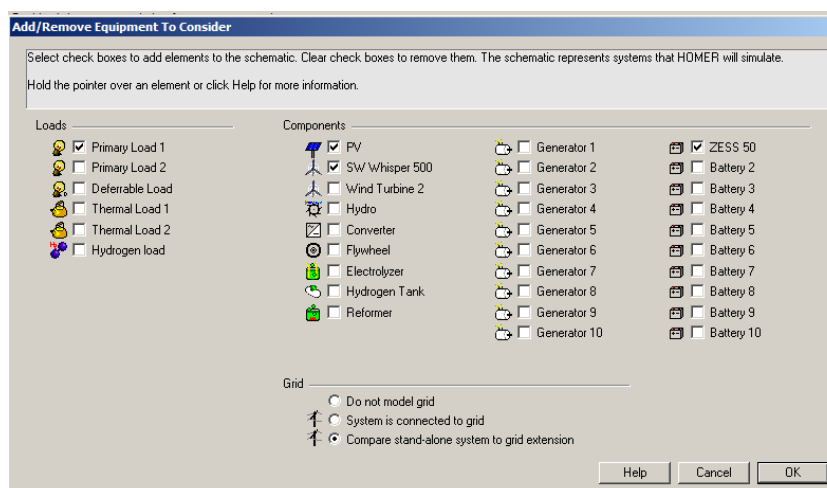 Add/Remove Equipment To Consider
Select check boxes to add elements to the schematic. Clear check boxes to remove them. The schematic represents systems that HOMER will simulate.
Hold the pointer over an element or click Help for more information.
Loads
Primary Load 1
Primary Load 2
Deferrable Load
Thermal Load 1
Thermal Load 2
Hydrogen load
Components
PV
SW Whisper 500
Wind Turbine 2
Hydro
Converter
Flywheel
Electrolyzer
Hydrogen Tank
Reformer
Generator 1
Generator 2
Generator 3
Generator 4
Generator 5
Generator 6
Generator 7
Generator 8
Generator 9
Generator 10
ZESS 50
Battery 2
Battery 3
Battery 4
Battery 5
Battery 6
Battery 7
Battery 8
Battery 9
Battery 10
Grid
Do not model grid
System is connected to grid
Compare stand-alone system to grid extension
Help
Cancel
OK